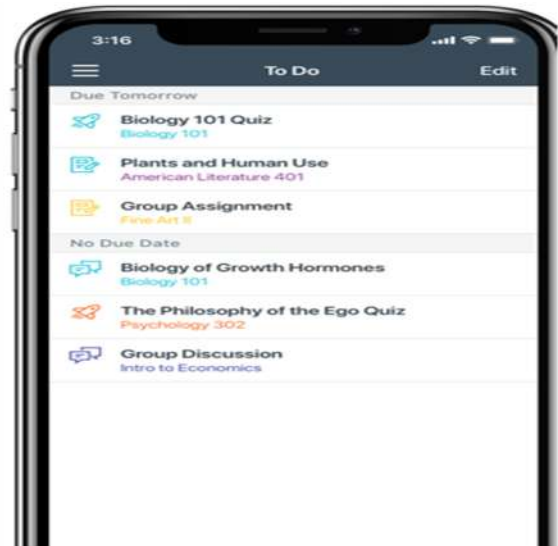 3:16
To Do
Edit
Due Tomorrow
Biology 101 Quiz
Biology 101
Plants and Human Use
American Literature 401
Group Assignment
Fine Art II
No Due Date
Biology of Growth Hormones
Biology 101
The Philosophy of the Ego Quiz
Psychology 302
Group Discussion
Intro to Economics